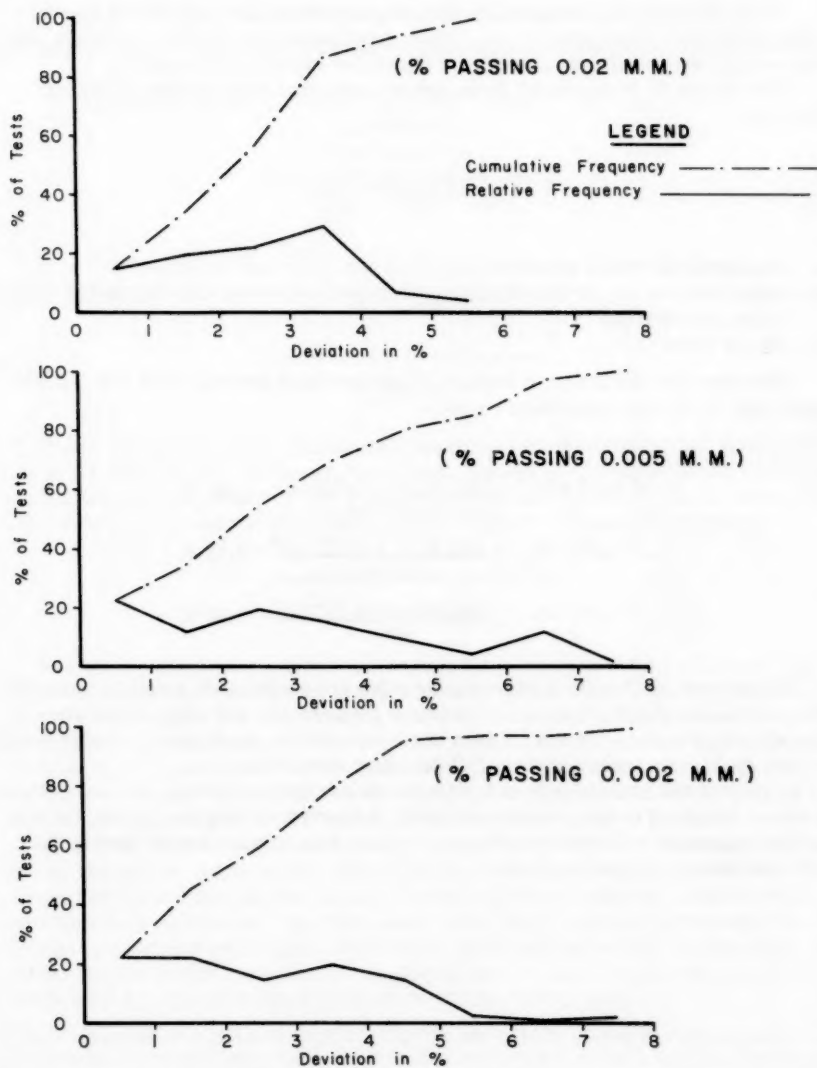 100
80
60
40
20
0
% of Tests
(% PASSING 0.02 M.M.)
LEGEND
Cumulative Frequency
Relative Frequency
0 1 2 3 4 5 6 7 8
Deviation in %
100
80
60
40
20
0
% of Tests
(% PASSING 0.005 M.M.)
0 1 2 3 4 5 6 7 8
Deviation in %
100
80
60
40
20
0
% of Tests
(% PASSING 0.002 M.M.)
0 1 2 3 4 5 6 7 8
Deviation in %